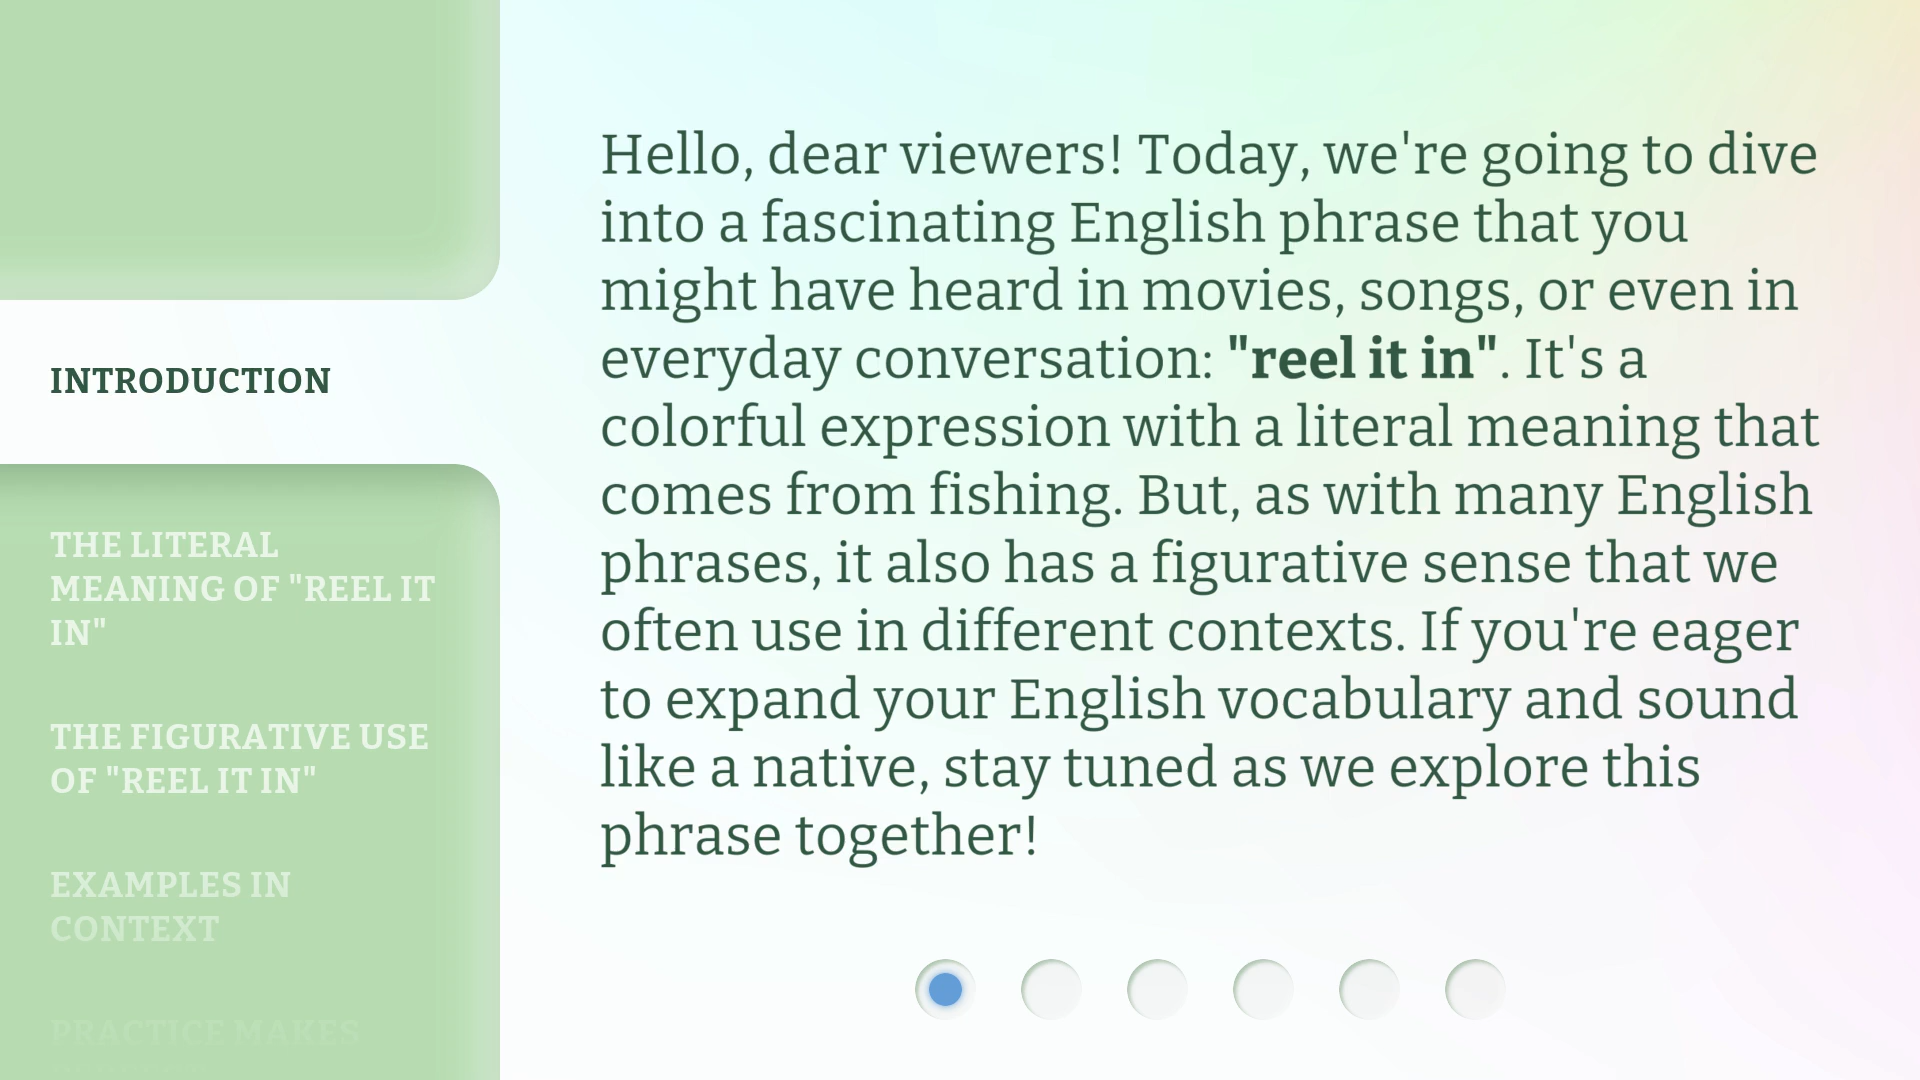 INTRODUCTION
THE LITERAL
MEANING OF "REEL IT
IN"
THE FIGURATIVE USE
OF "REEL IT IN"
EXAMPLES IN
CONTEXT
PRACTICE MAKES
Hello, dear viewers! Today, we're going to dive
into a fascinating English phrase that you
might have heard in movies, songs, or even in
everyday conversation: "reel it in". It's a
colorful expression with a literal meaning that
comes from fishing. But, as with many English
phrases, it also has a figurative sense that we
often use in different contexts. If you're eager
to expand your English vocabulary and sound
like a native, stay tuned as we explore this
phrase together!